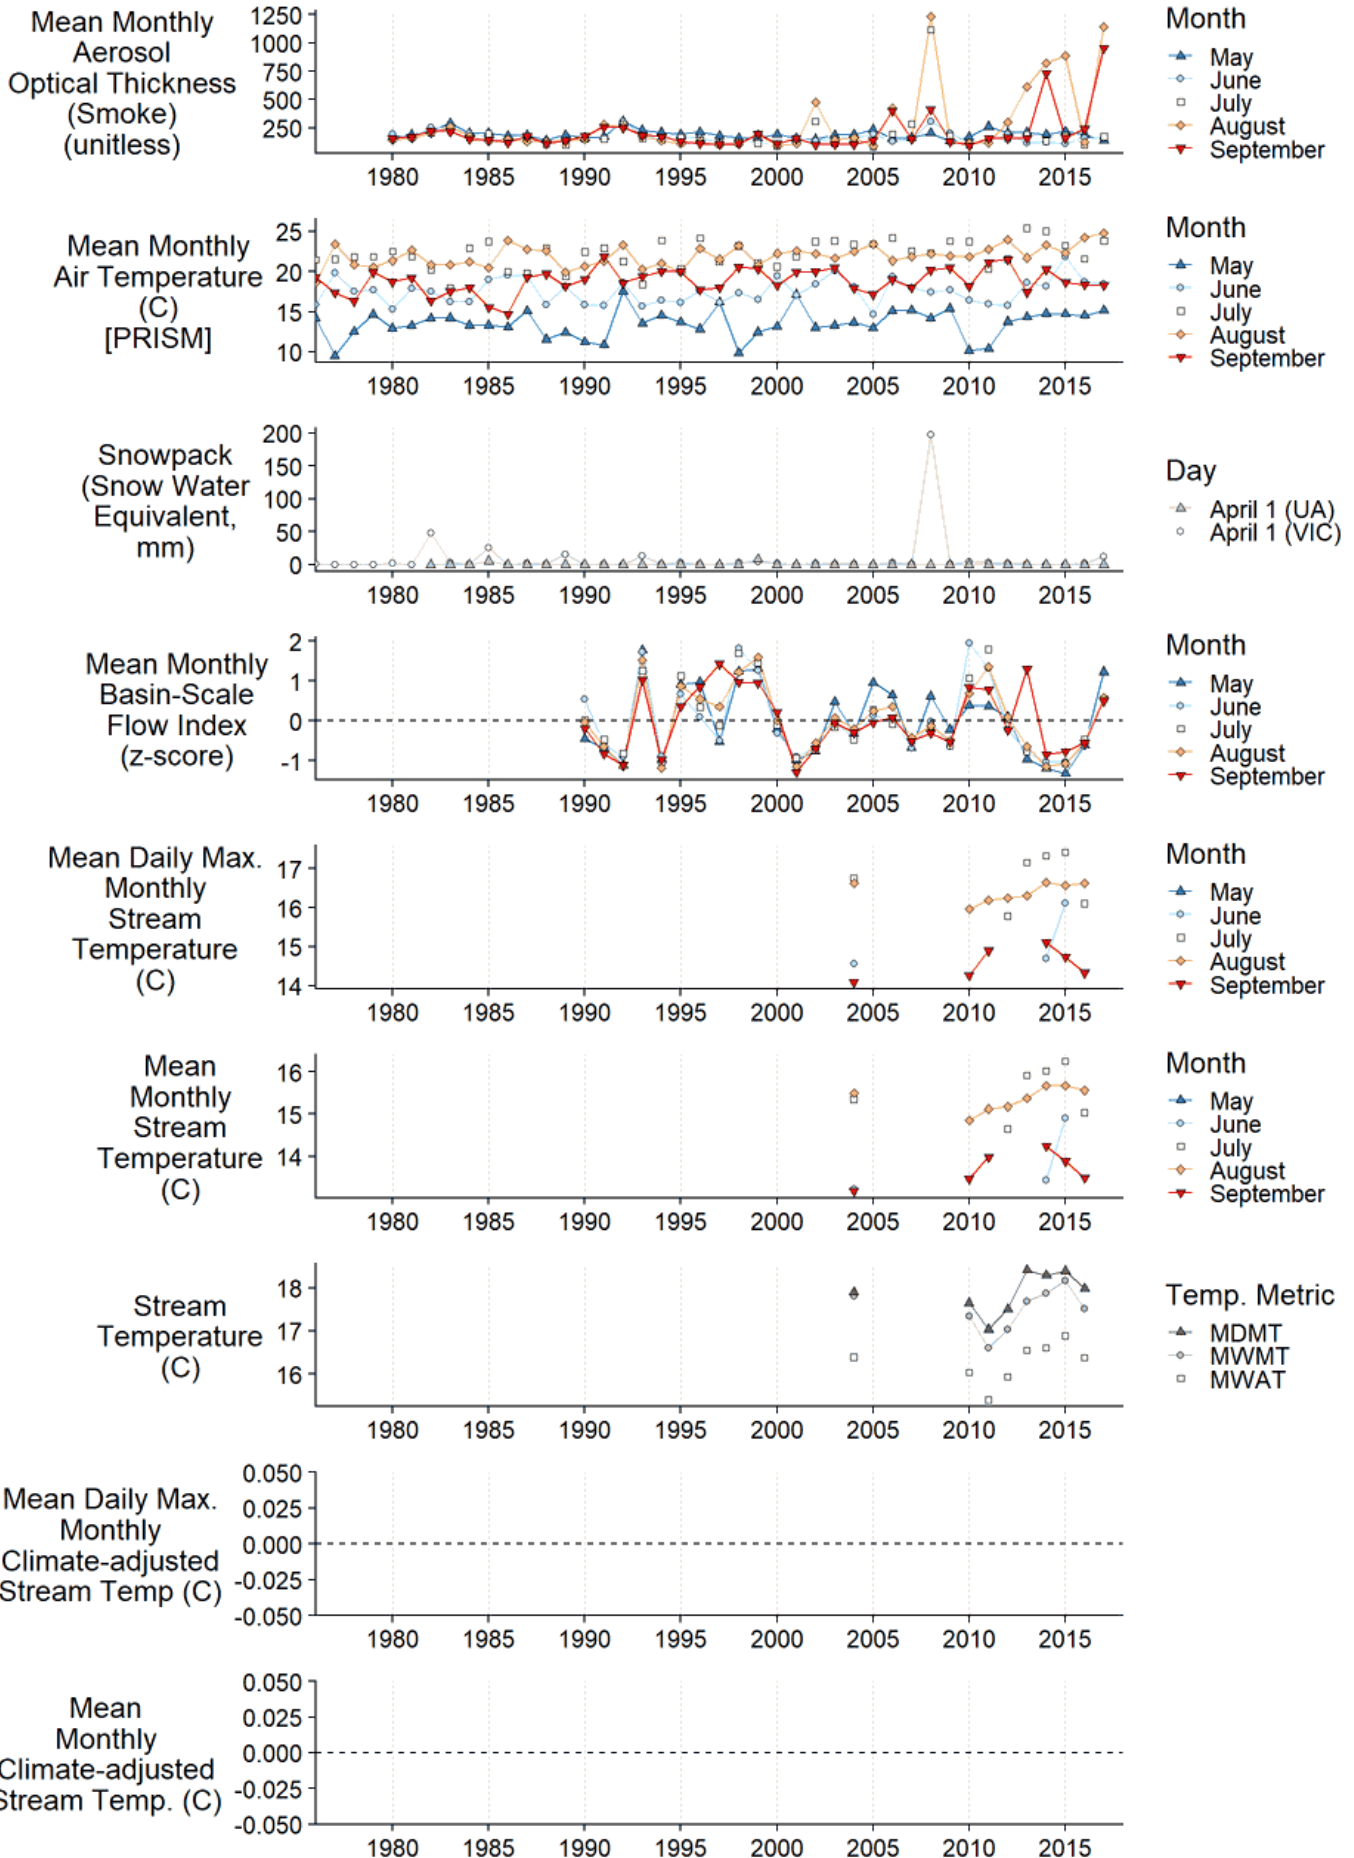 Mean Monthly
Aerosol
Optical Thickness
(Smoke)
(unitless)
1250
1000
750
500
250
1980 1985 1990 1995 2000 2005 2010 2015
Month
May
June
July
August
September
Mean Monthly
Air Temperature
(C)
[PRISM]
25
20
15
10
1980 1985 1990 1995 2000 2005 2010 2015
Month
May
June
July
August
September
Snowpack
(Snow Water
Equivalent,
mm)
200
150
100
50
0
1980 1985 1990 1995 2000 2005 2010 2015
Day
April 1 (UA)
April 1 (VIC)
Mean Monthly
Basin-Scale
Flow Index
(z-score)
2
1
0
-1
1980 1985 1990 1995 2000 2005 2010 2015
Month
May
June
July
August
September
Mean Daily Max.
Monthly
Stream
Temperature
(C)
17
16
15
14
1980 1985 1990 1995 2000 2005 2010 2015
Month
May
June
July
August
September
Mean
Monthly
Stream
Temperature
(C)
16
15
14
1980 1985 1990 1995 2000 2005 2010 2015
Month
May
June
July
August
September
Stream
Temperature
(C)
18
17
16
1980 1985 1990 1995 2000 2005 2010 2015
Temp. Metric
MDMT
MWMT
MWAT
Mean Daily Max.
Monthly
Climate-adjusted
Stream Temp (C)
0.050
0.025
0.000
-0.025
-0.050
1980 1985 1990 1995 2000 2005 2010 2015
Mean
Monthly
Climate-adjusted
Stream Temp. (C)
0.050
0.025
0.000
-0.025
-0.050
1980 1985 1990 1995 2000 2005 2010 2015